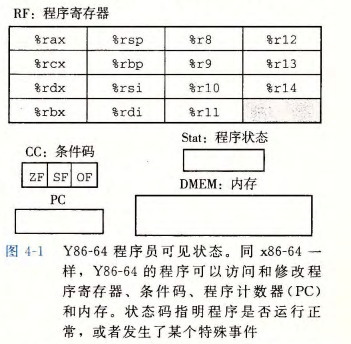 RF：程序寄存器
%rax %rsp %r8 %r12
%rcx %rbp %r9 %r13
%rdx %rsi %r10 %r14
%rbx %rdi %r11
CC：条件码
ZF SF OF
PC
Stat：程序状态
DMEM：内存
图 4-1 Y86-64 程序员可见状态。同 x86-64 一
样，Y86-64 的程序可以访问和修改程
序寄存器、条件码、程序计数器(PC)
和内存。状态码指明程序是否运行正
常，或者发生了某个特殊事件